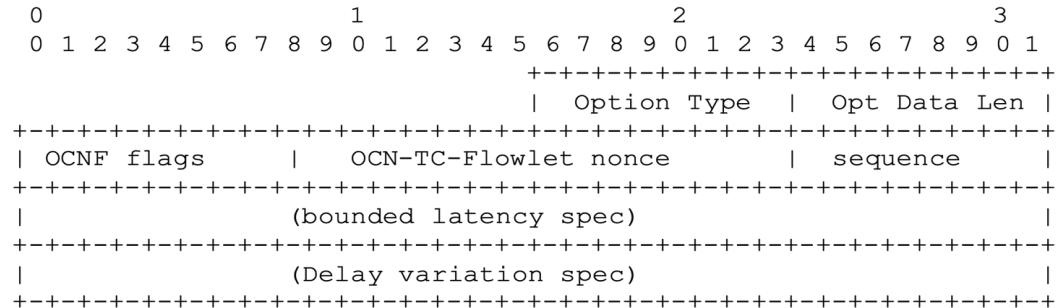 0                   1                   2                   3
 0 1 2 3 4 5 6 7 8 9 0 1 2 3 4 5 6 7 8 9 0 1 2 3 4 5 6 7 8 9 0 1
                                +-+-+-+-+-+-+-+-+-+-+-+-+-+-+-+-+
                                |  Option Type  |  Opt Data Len |
+-+-+-+-+-+-+-+-+-+-+-+-+-+-+-+-+-+-+-+-+-+-+-+-+-+-+-+-+-+-+-+-+
| OCNF flags     |   OCN-TC-Flowlet nonce       |  sequence     |
+-+-+-+-+-+-+-+-+-+-+-+-+-+-+-+-+-+-+-+-+-+-+-+-+-+-+-+-+-+-+-+-+
|                (bounded latency spec)                         |
+-+-+-+-+-+-+-+-+-+-+-+-+-+-+-+-+-+-+-+-+-+-+-+-+-+-+-+-+-+-+-+-+
|                (Delay variation spec)                         |
+-+-+-+-+-+-+-+-+-+-+-+-+-+-+-+-+-+-+-+-+-+-+-+-+-+-+-+-+-+-+-+-+